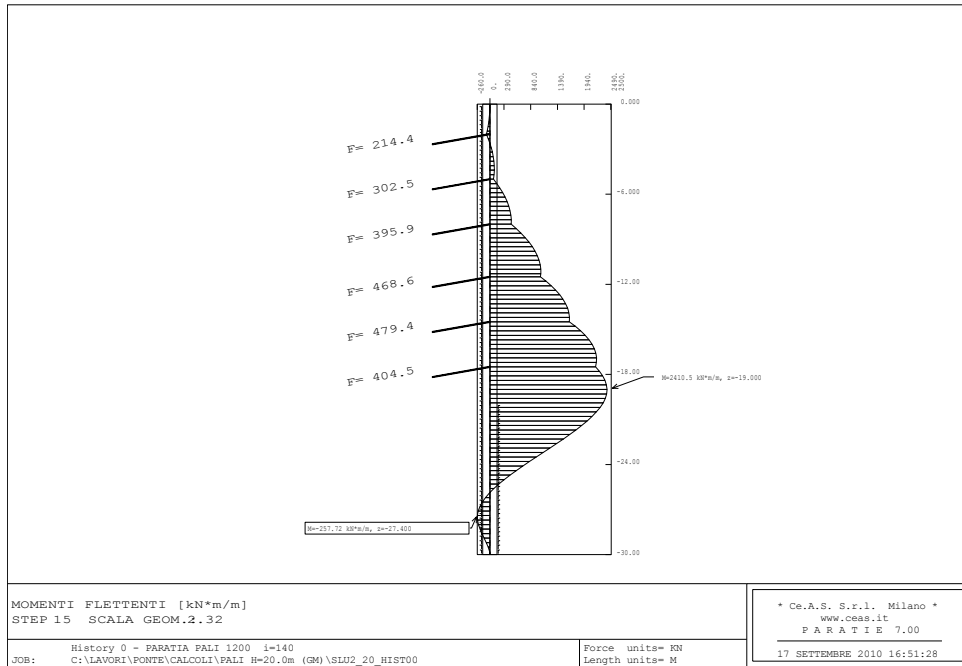 -260.0
0.
290.0
840.0
1390.
1940.
2490.
2500.
0.000
F= 214.4
F= 302.5
-6.000
F= 395.9
F= 468.6
-12.00
F= 479.4
F= 404.5
-18.00
M=2410.5 kN*m/m, z=-19.000
-24.00
M=-257.72 kN*m/m, z=-27.400
-30.00
MOMENTI FLETTENTI [kN*m/m]
STEP 15 SCALA GEOM.2.32
History 0 - PARATIA PALI 1200 i=140
JOB: C:\LAVORI\PONTE\CALCOLI\PALI H=20.0m (GM)\SLU2_20_HIST00
Force units= KN
Length units= M
* Ce.A.S. S.r.l. Milano *
www.ceas.it
P A R A T I E 7.00
17 SETTEMBRE 2010 16:51:28